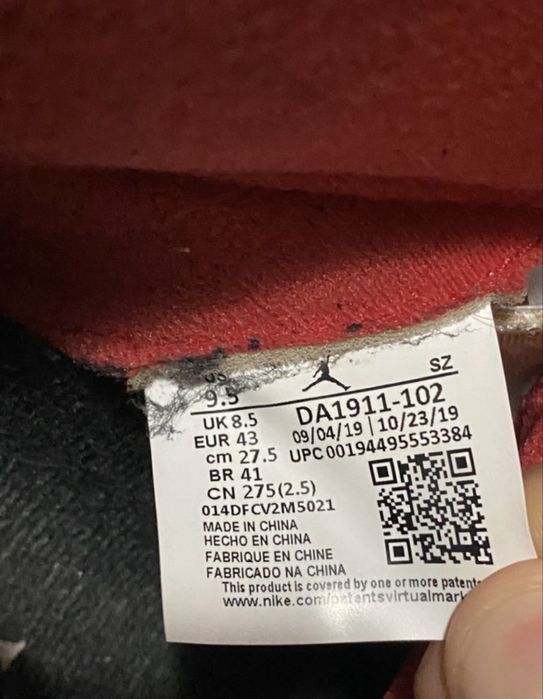 US SZ
9.5
UK 8.5 DA1911-102
EUR 43 09/04/19 | 10/23/19
cm 27.5 UPC 00194495553384
BR 41
CN 275(2.5)
014DFCV2M5021
MADE IN CHINA
HECHO EN CHINA
FABRIQUE EN CHINE
FABRICADO NA CHINA
This product is covered by one or more patent
www.nike.com/patentsvirtualmar